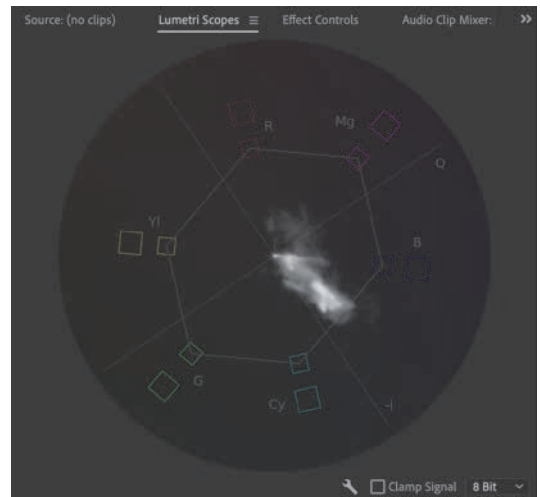 Source: (no clips) Lumetri Scopes ≡ Effect Controls Audio Clip Mixer: »
R
Mg
Q
Yl
B
G
Cy
-i
Clamp Signal 8 Bit